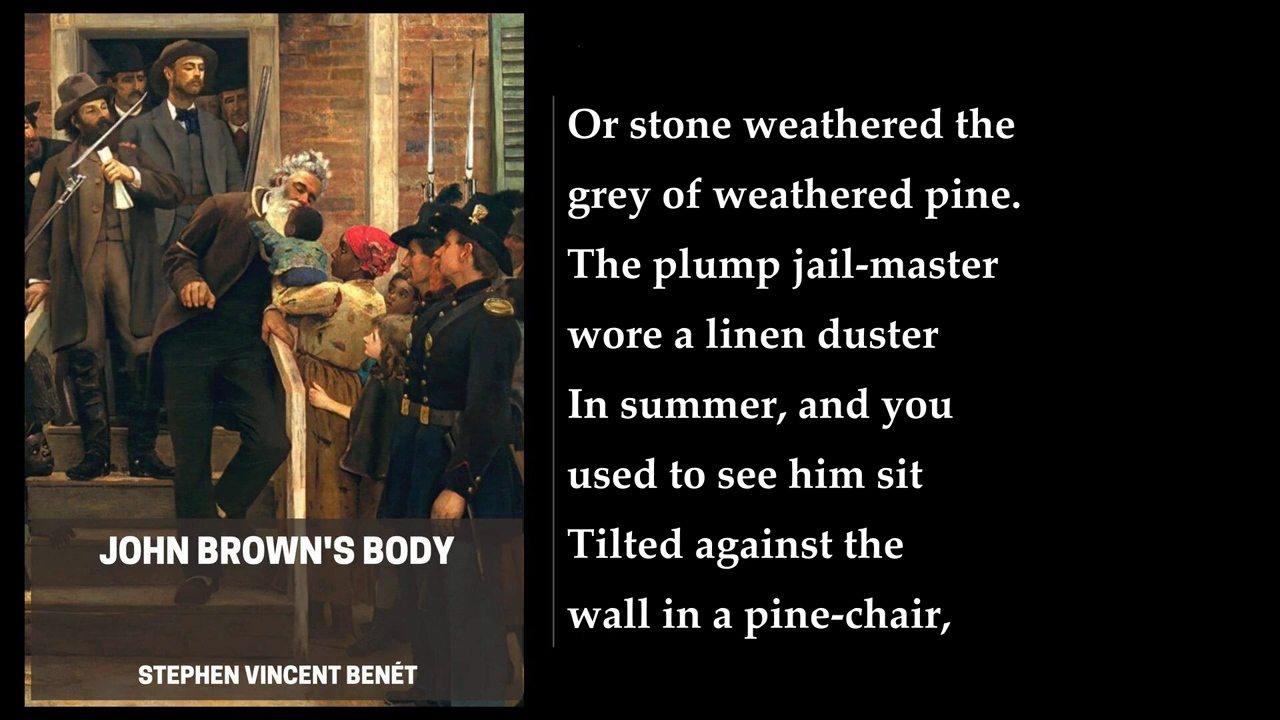 JOHN BROWN'S BODY
STEPHEN VINCENT BENÉT
Or stone weathered the
grey of weathered pine.
The plump jail-master
wore a linen duster
In summer, and you
used to see him sit
Tilted against the
wall in a pine-chair,